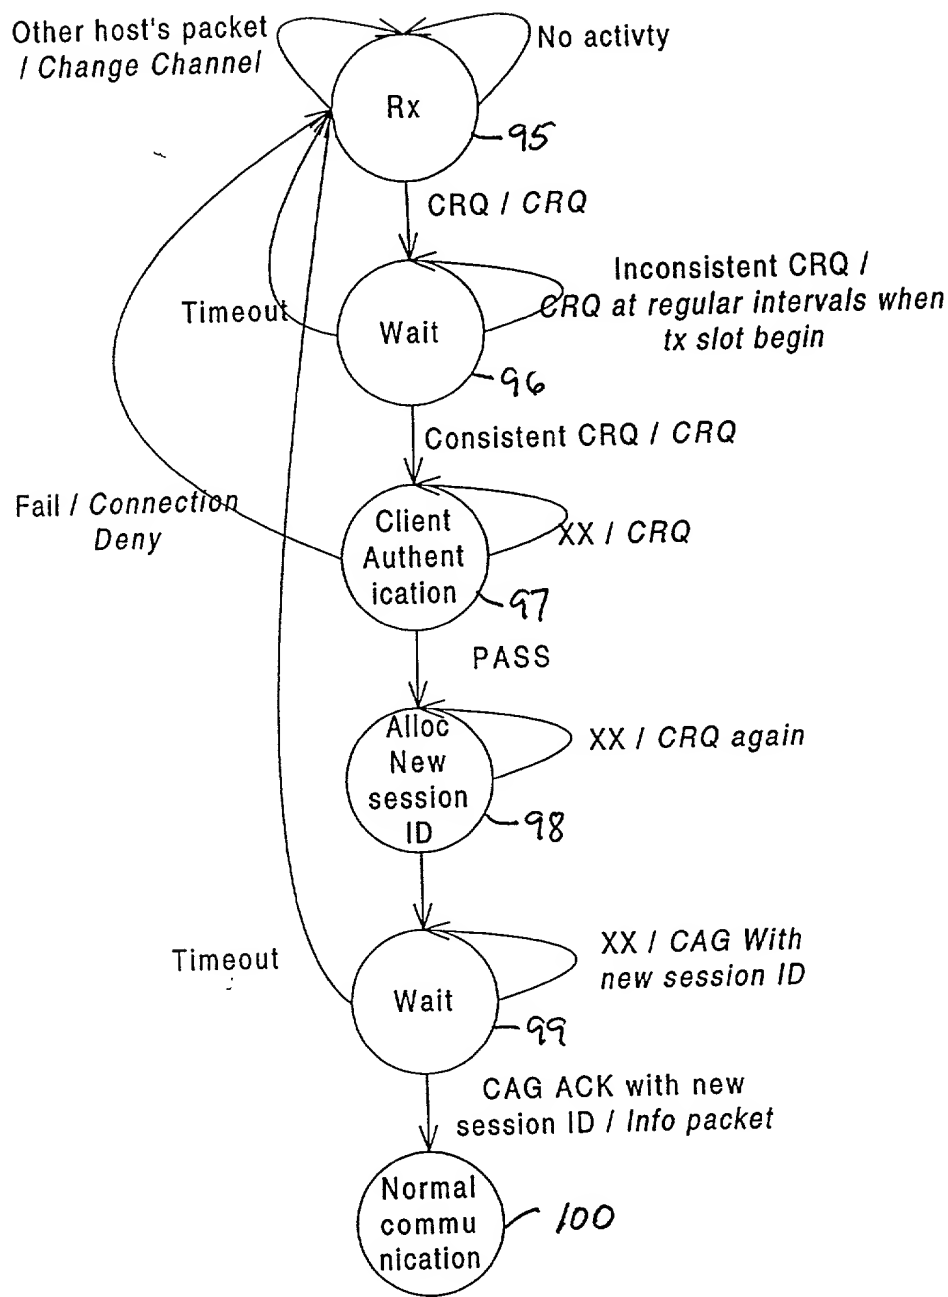 Other host's packet
/ Change Channel
No activty
Rx
95
CRQ / CRQ
Inconsistent CRQ /
CRQ at regular intervals when
tx slot begin
Timeout
Wait
96
Consistent CRQ / CRQ
Fail / Connection
Deny
Client
Authent
ication
XX / CRQ
97
PASS
Alloc
New
session
ID
XX / CRQ again
98
Timeout
XX / CAG With
new session ID
Wait
99
CAG ACK with new
session ID / Info packet
Normal
commu
nication
100